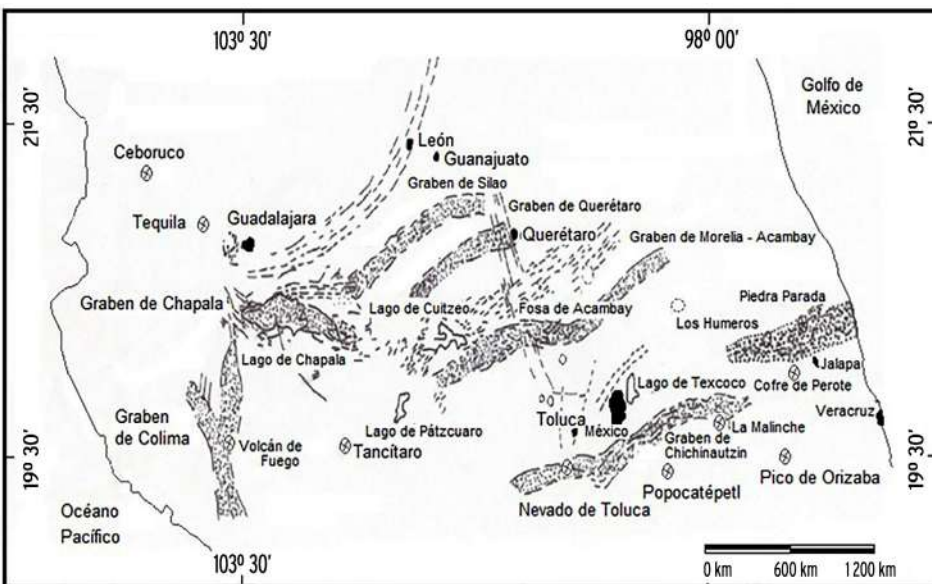 103º 30'
98º 00'
Golfo de
México
21º 30'
21º 30'
León
Guanajuato
Ceboruco
Graben de Silao
Graben de Querétaro
Tequila
Guadalajara
Querétaro
Graben de Morelia - Acambay
Graben de Chapala
Lago de Cuitzeo
Fosa de Acambay
Piedra Parada
Los Humeros
Lago de Chapala
Jalapa
Lago de Texcoco
Cofre de Perote
Graben
de Colima
Volcán de
Fuego
Lago de Pátzcuaro
Tancítaro
Toluca
México
La Malinche
Veracruz
Graben de
Chichinautzin
19º 30'
19º 30'
Pico de Orizaba
Popocatépetl
Nevado de Toluca
Océano
Pacífico
103º 30'
0 km
600 km
1200 km